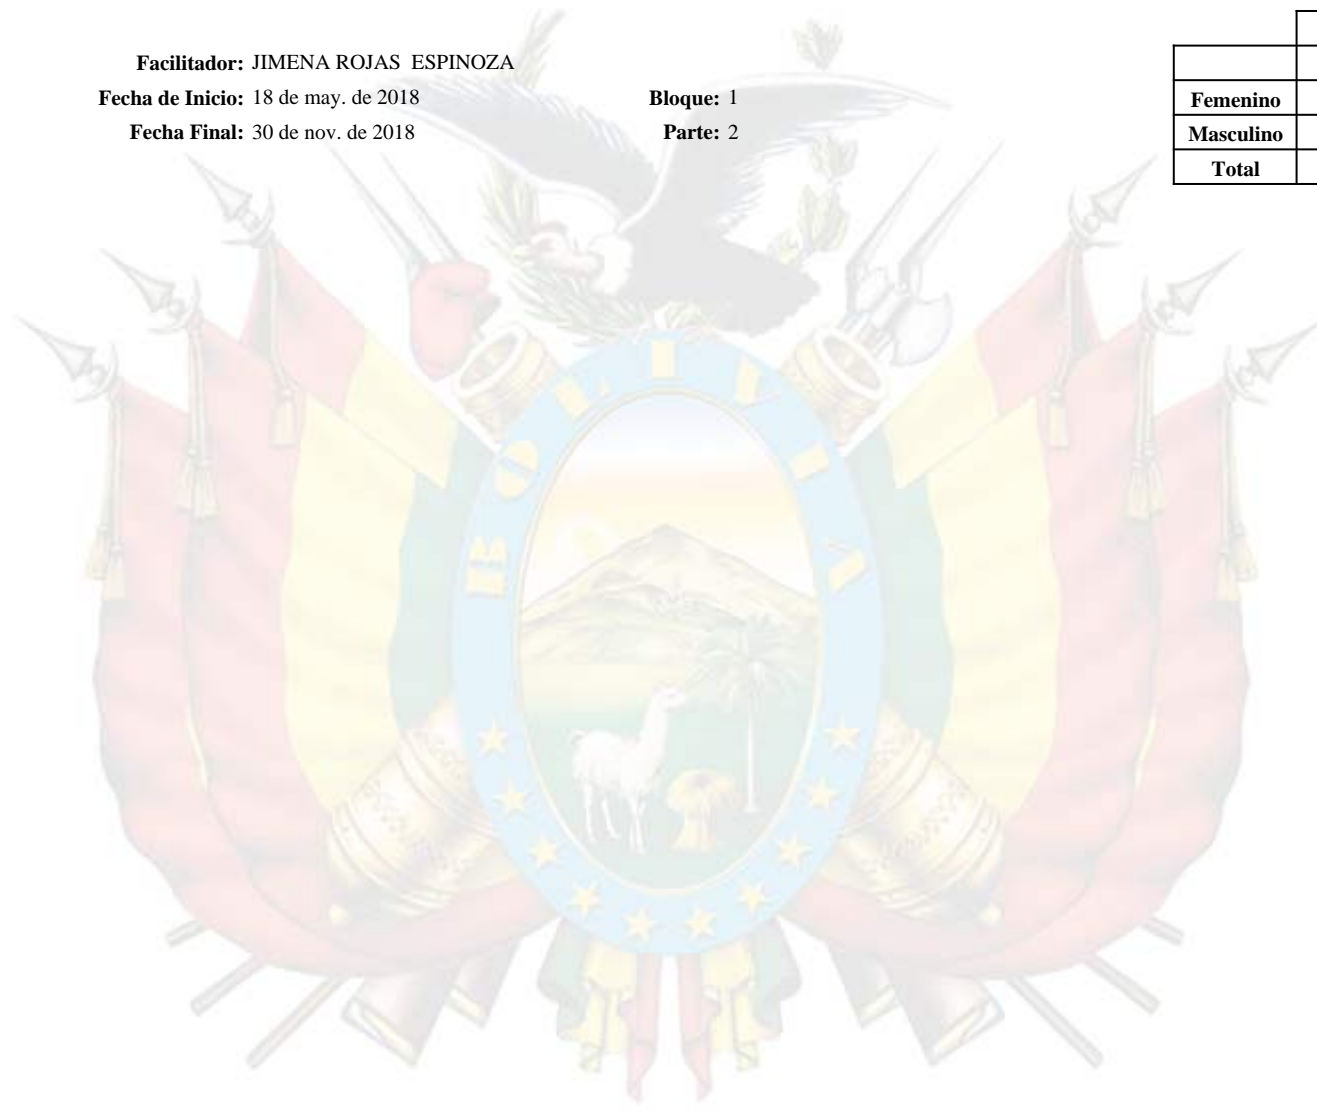 Facilitador: JIMENA ROJAS ESPINOZA
Fecha de Inicio: 18 de may. de 2018 Bloque: 1
Fecha Final: 30 de nov. de 2018 Parte: 2
Femenino
Masculino
Total
BOLIVIA